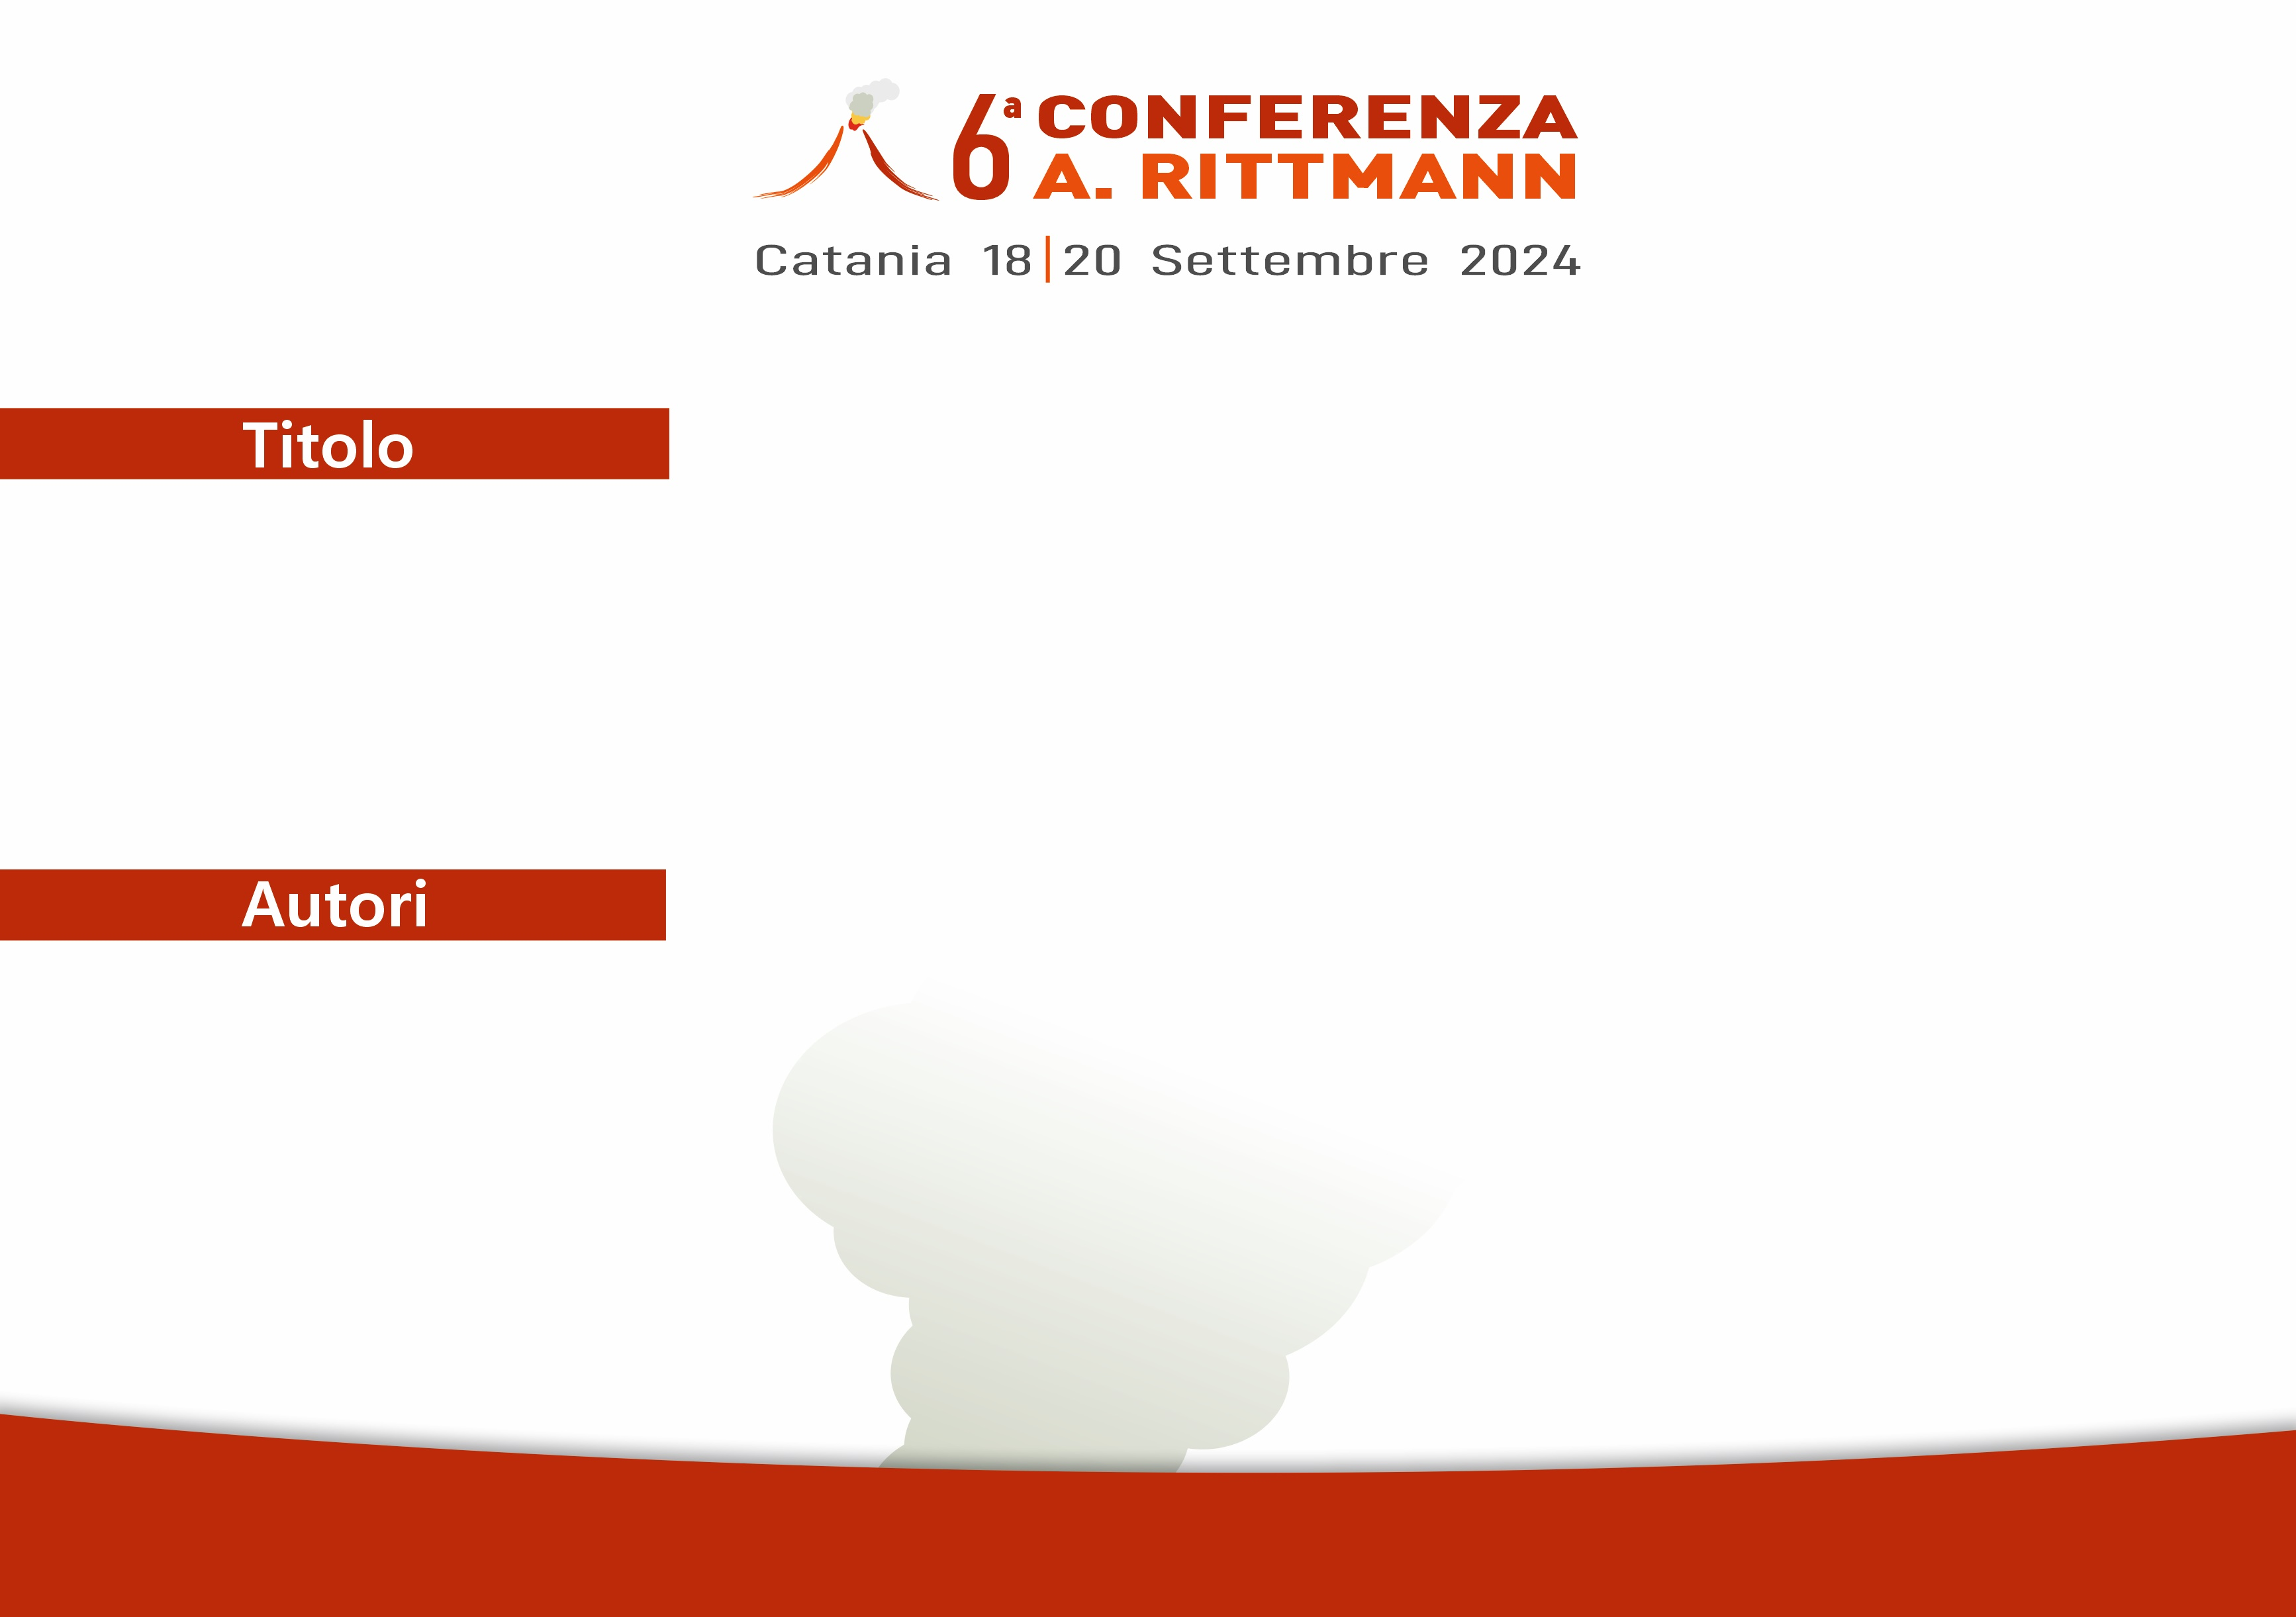 6ª CONFERENZA
A. RITTMANN
Catania 18|20 Settembre 2024
Titolo
Autori